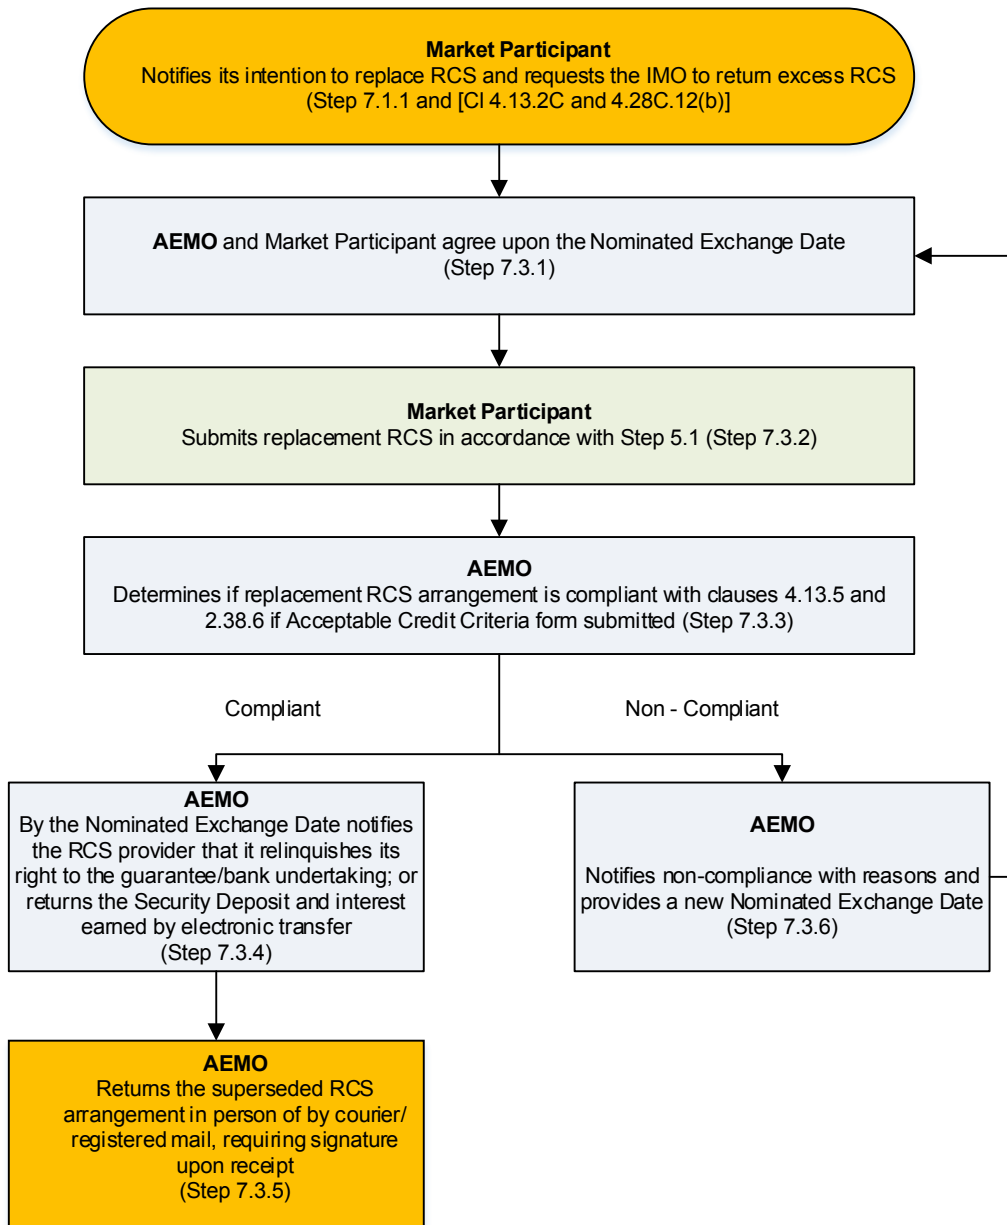 Market Participant
Notifies its intention to replace RCS and requests the IMO to return excess RCS
(Step 7.1.1 and [Cl 4.13.2C and 4.28C.12(b)]
AEMO and Market Participant agree upon the Nominated Exchange Date
(Step 7.3.1)
Market Participant
Submits replacement RCS in accordance with Step 5.1 (Step 7.3.2)
AEMO
Determines if replacement RCS arrangement is compliant with clauses 4.13.5 and
2.38.6 if Acceptable Credit Criteria form submitted (Step 7.3.3)
Compliant
Non - Compliant
AEMO
By the Nominated Exchange Date notifies
the RCS provider that it relinquishes its
right to the guarantee/bank undertaking; or
returns the Security Deposit and interest
earned by electronic transfer
(Step 7.3.4)
AEMO
Notifies non-compliance with reasons and
provides a new Nominated Exchange Date
(Step 7.3.6)
AEMO
Returns the superseded RCS
arrangement in person of by courier/
registered mail, requiring signature
upon receipt
(Step 7.3.5)